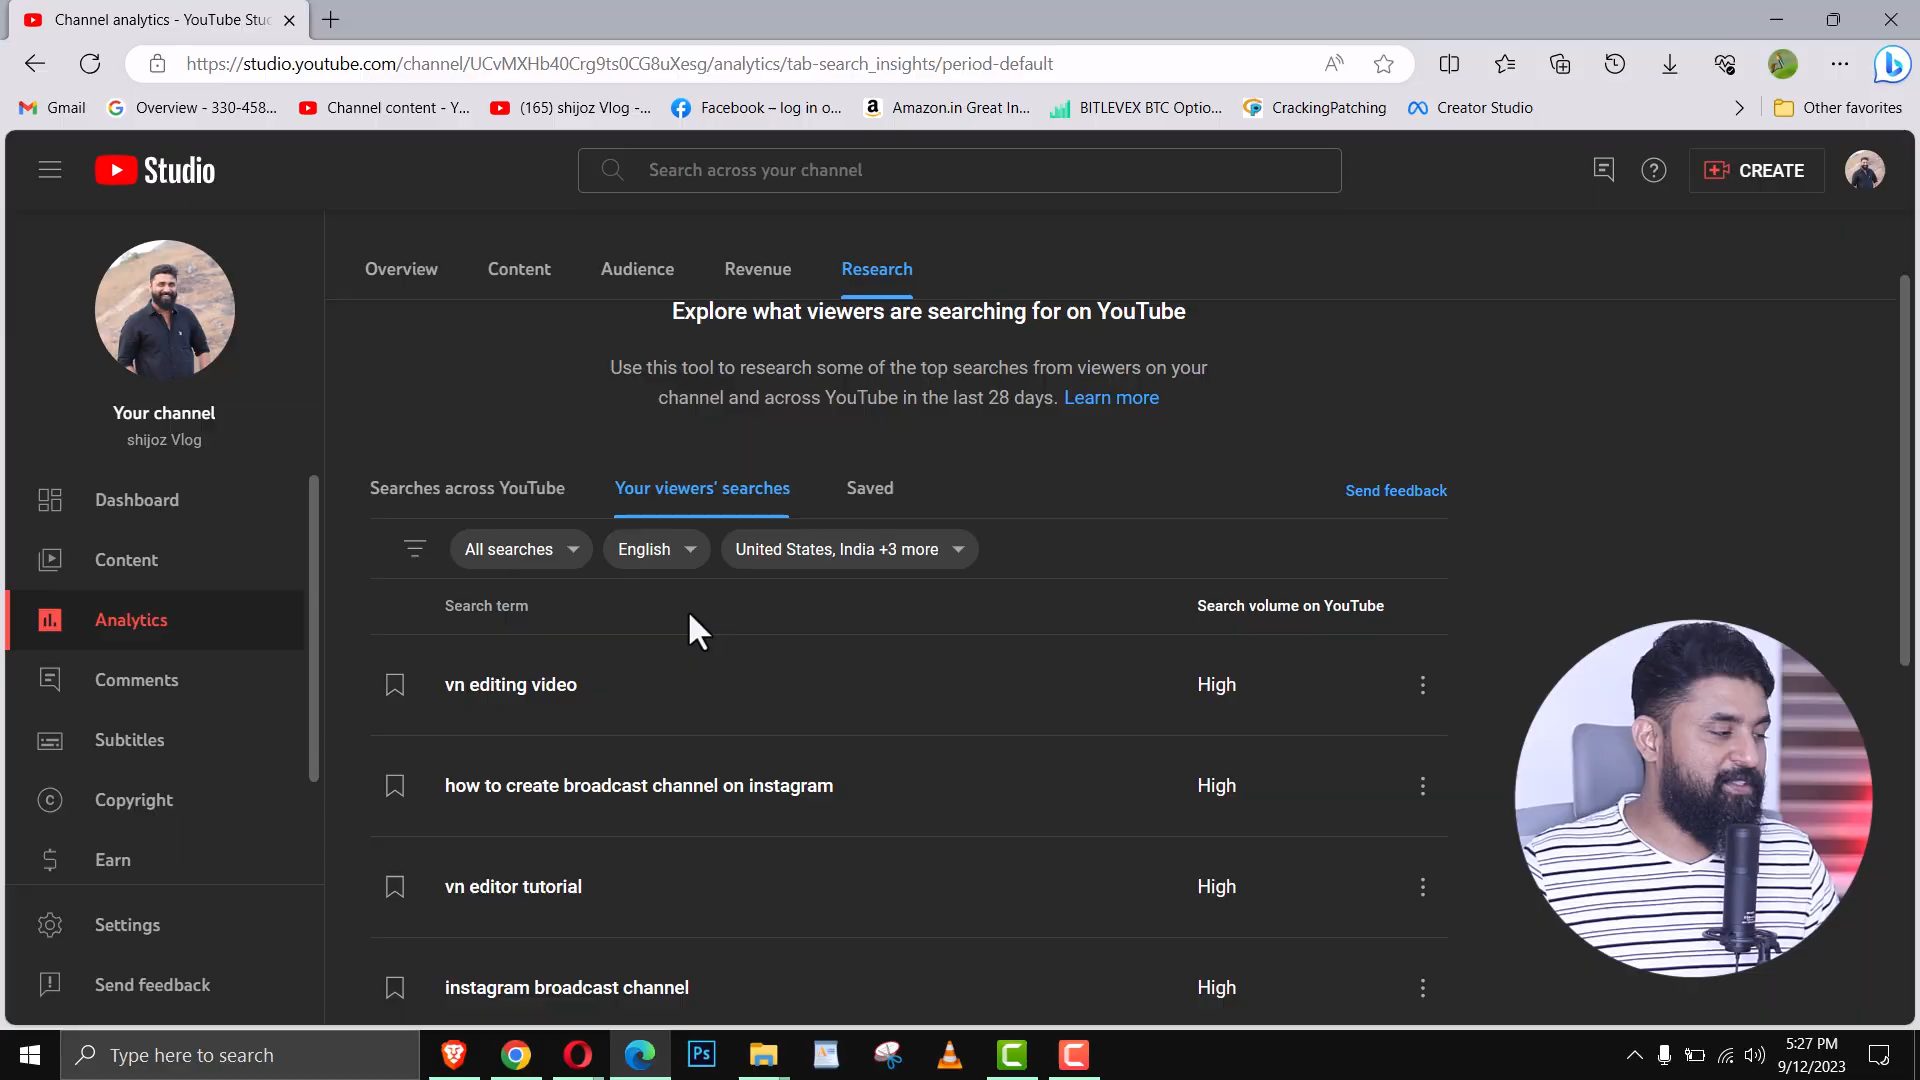 Channel analytics - YouTube Stu
https://studio.youtube.com/channel/UCvMXHb40Crg9ts0CG8uXesg/analytics/tab-search_insights/period-default
Gmail
Overview - 330-458...
Channel content - Y...
(165) shijoz Vlog -...
Facebook – log in o...
Amazon.in Great In...
BITLEVEX BTC Optio...
CrackingPatching
Creator Studio
Other favorites
Studio
Search across your channel
CREATE
Your channel
shijoz Vlog
Dashboard
Content
Analytics
Comments
Subtitles
Copyright
Earn
Settings
Send feedback
Overview
Content
Audience
Revenue
Research
Explore what viewers are searching for on YouTube
Use this tool to research some of the top searches from viewers on your
channel and across YouTube in the last 28 days. Learn more
Searches across YouTube
Your viewers' searches
Saved
Send feedback
All searches
English
United States, India +3 more
Search term
Search volume on YouTube
vn editing video
High
how to create broadcast channel on instagram
High
vn editor tutorial
High
instagram broadcast channel
High
Type here to search
Ps
5:27 PM
9/12/2023